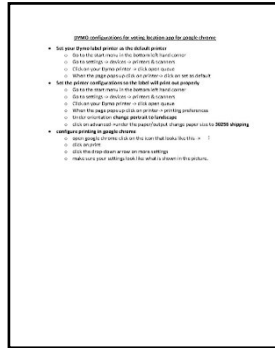 DYMO configurations for voting location app for google chrome
Set your Dymo label printer as the default printer
Go to the start menu in the bottom left hand corner
Go to settings -> devices -> printers & scanners
Click on your Dymo printer -> click open queue
When the page pops up click on printer -> click on set as default
Set the printer configurations so the label will print out properly
Go to the start menu in the bottom left hand corner
Go to settings -> devices -> printers & scanners
Click on your Dymo printer -> click open queue
When the page pops up click on printer -> printing preferences
Under orientation change portrait to landscape
click on advanced ->under the paper/output change paper size to 30256 shipping
configure printing in google chrome
open google chrome click on the icon that looks like this ->
click on print
click the drop down arrow on more settings
make sure your settings look like what is shown in the picture.